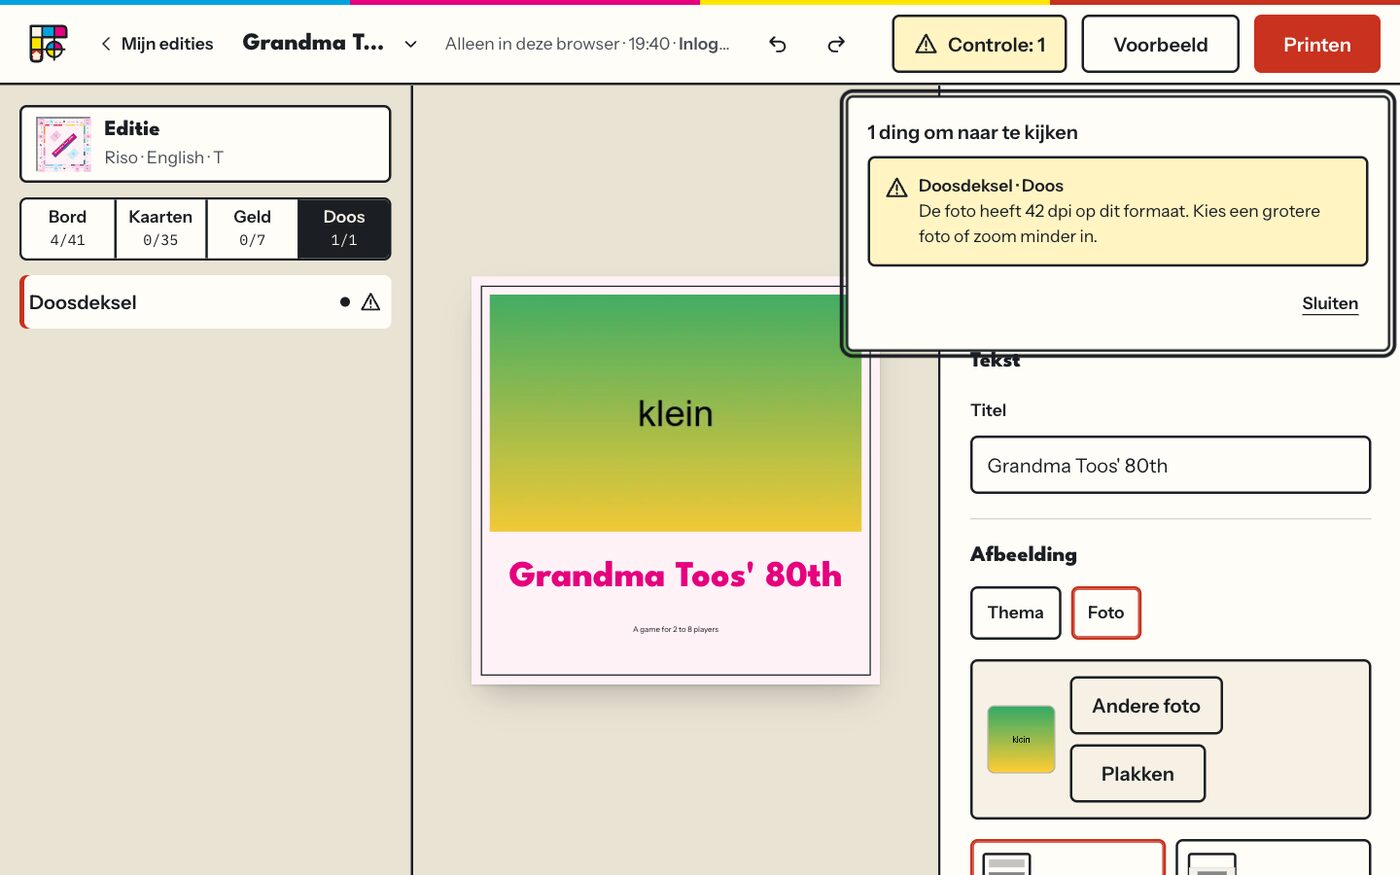 Mijn edities
Grandma T...
Alleen in deze browser · 19:40 · Inlog...
Controle: 1
Voorbeeld
Printen
Editie
Riso · English · T
Bord
4/41
Kaarten
0/35
Geld
0/7
Doos
1/1
Doosdeksel
klein
Grandma Toos' 80th
A game for 2 to 8 players
1 ding om naar te kijken
Doosdeksel · Doos
De foto heeft 42 dpi op dit formaat. Kies een grotere
foto of zoom minder in.
Sluiten
Tekst
Titel
Grandma Toos' 80th
Afbeelding
Thema
Foto
klein
Andere foto
Plakken